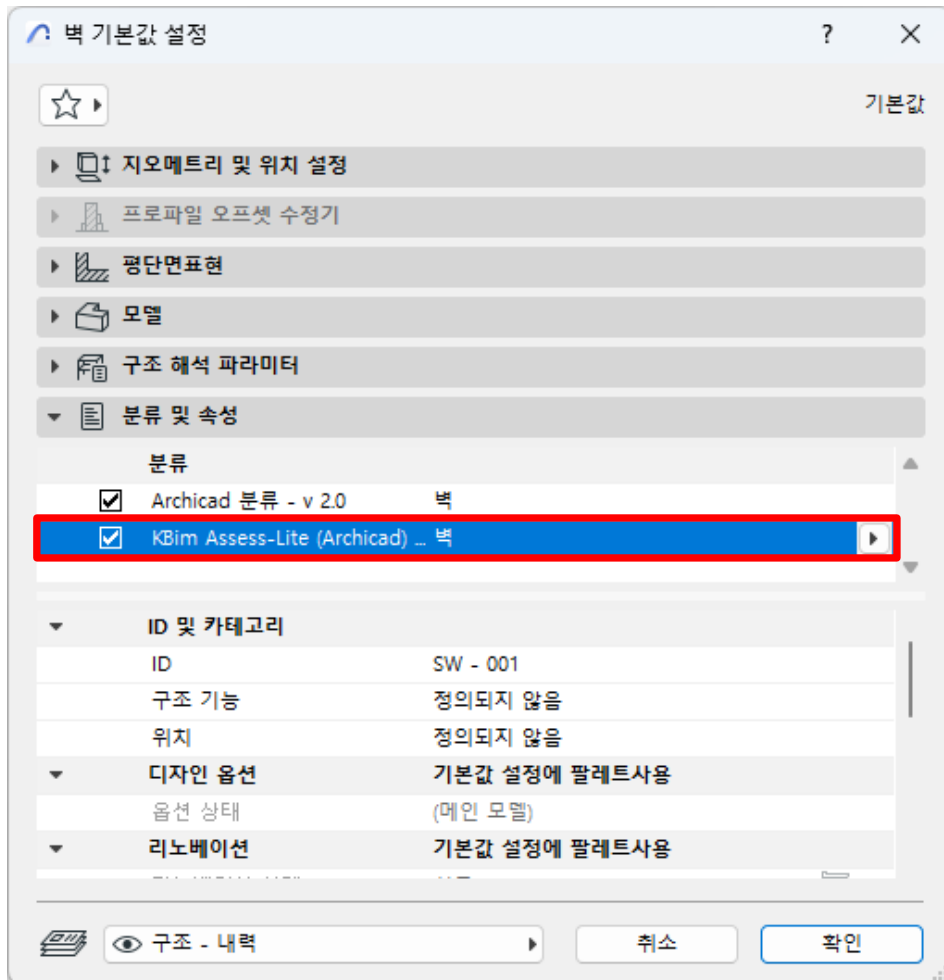 벽 기본값 설정 ?
기본값
지오메트리 및 위치 설정
프로파일 오프셋 수정기
평단면표현
모델
구조 해석 파라미터
분류 및 속성
분류
Archicad 분류 - v 2.0 벽
KBim Assess-Lite (Archicad) ... 벽
ID 및 카테고리
ID SW - 001
구조 기능 정의되지 않음
위치 정의되지 않음
디자인 옵션 기본값 설정에 팔레트사용
옵션 상태 (메인 모델)
리노베이션 기본값 설정에 팔레트사용
구조 - 내력 취소 확인